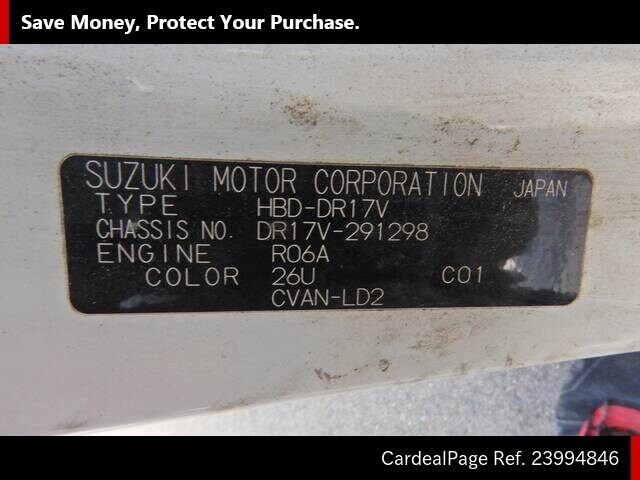 Save Money, Protect Your Purchase.
SUZUKI MOTOR CORPORATION JAPAN
TYPE HBD-DR17V
CHASSIS NO. DR17V-291298
ENGINE R06A
COLOR 26U C01
CVAN-LD2
CardealPage Ref. 23994846